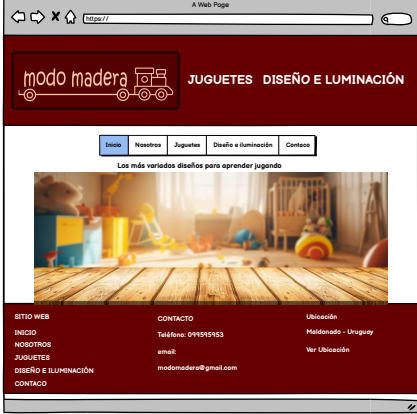 A Web Page
https://
modo madera
JUGUETES DISEÑO E LUMINACIÓN
Inicio Nosotros Juguetes Diseño e iluminación Contaco
Los más variados diseños para aprender jugando
SITIO WEB
INICIO
NOSOTROS
JUGUETES
DISEÑO E ILUMINACIÓN
CONTACO
CONTACTO
Teléfono: 099595953
email:
modomadera@gmail.com
Ubicación
Maldonado - Uruguay
Ver Ubicación